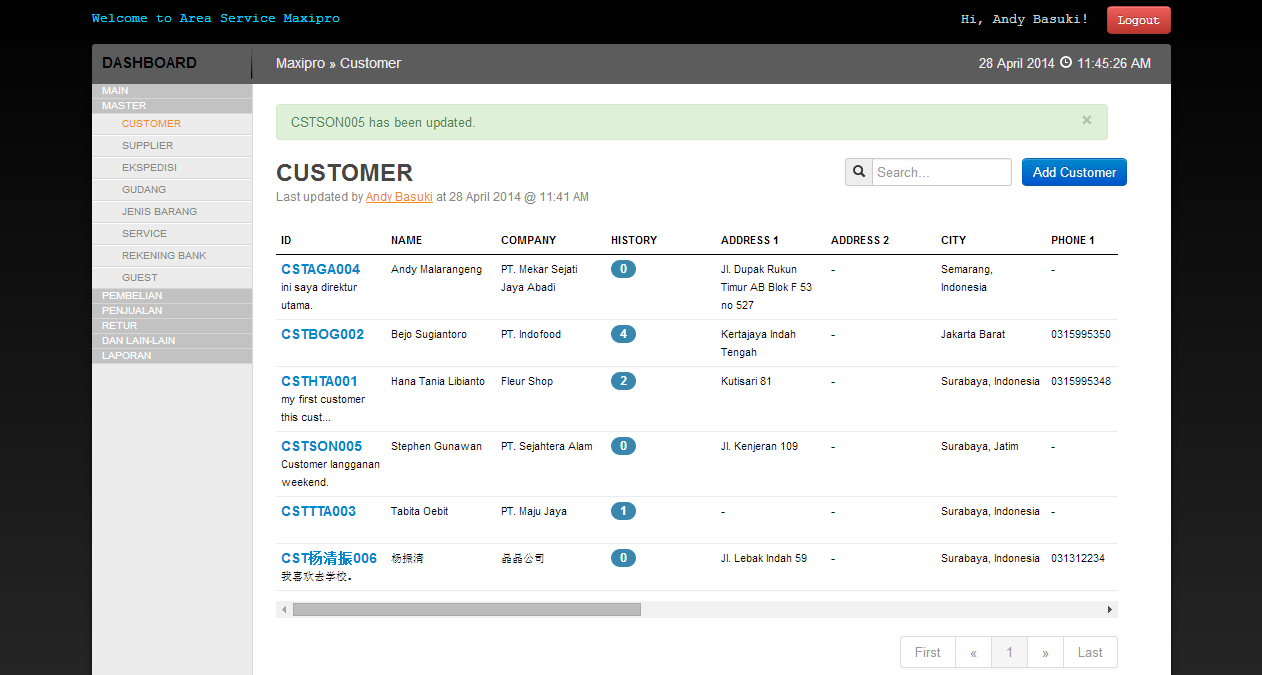 Welcome to Area Service Maxipro
Hi, Andy Basuki! Logout
DASHBOARD
Maxipro » Customer
28 April 2014 11:45:26 AM
MAIN
MASTER
CUSTOMER
SUPPLIER
EKSPEDISI
GUDANG
JENIS BARANG
SERVICE
REKENING BANK
GUEST
PEMBELIAN
PENJUALAN
RETUR
DAN LAIN-LAIN
LAPORAN
CSTSON005 has been updated. ×
CUSTOMER
Search... Add Customer
Last updated by Andy Basuki at 28 April 2014 @ 11:41 AM
ID NAME COMPANY HISTORY ADDRESS 1 ADDRESS 2 CITY PHONE 1
CSTAGA004 Andy Malarangeng PT. Mekar Sejati 0 Jl. Dupak Rukun - Semarang, -
ini saya direktur Jaya Abadi Timur AB Blok F 53 Indonesia
utama. no 527
CSTBOG002 Bejo Sugiantoro PT. Indofood 4 Kertajaya Indah - Jakarta Barat 0315995350
Tengah
CSTHTA001 Hana Tania Libianto Fleur Shop 2 Kutisari 81 - Surabaya, Indonesia 0315995348
my first customer
this cust...
CSTSON005 Stephen Gunawan PT. Sejahtera Alam 0 Jl. Kenjeran 109 - Surabaya, Jatim -
Customer langganan
weekend.
CSTTTA003 Tabita Oebit PT. Maju Jaya 1 - - Surabaya, Indonesia -
CST杨清振006 杨振清 晶晶公司 0 Jl. Lebak Indah 59 - Surabaya, Indonesia 031312234
我喜欢去学校.
First « 1 » Last